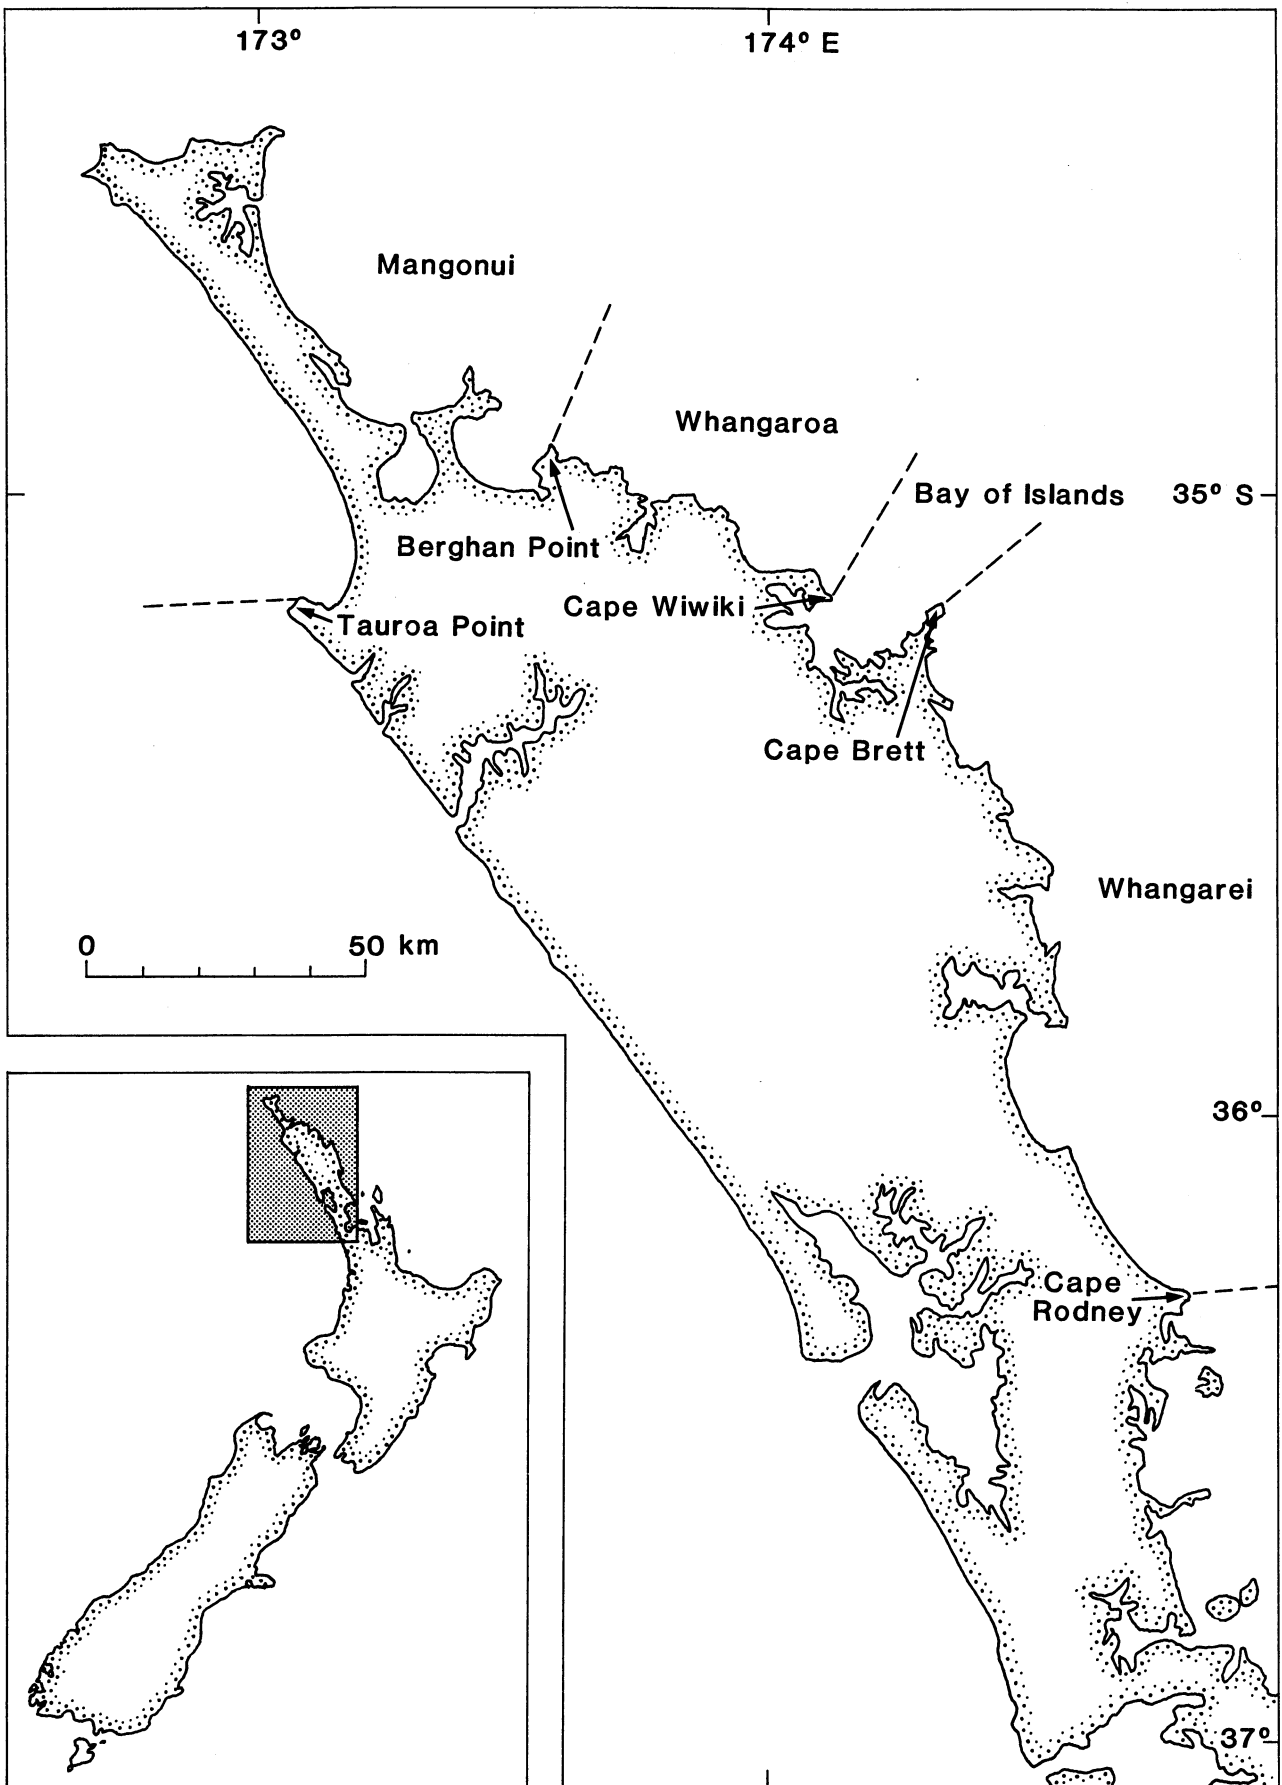 173° 174° E
Mangonui
Whangaroa
Bay of Islands 35° S
Berghan Point
Cape Wiwiki
Tauroa Point
Cape Brett
Whangarei
0 50 km
36°
Cape
Rodney
37°